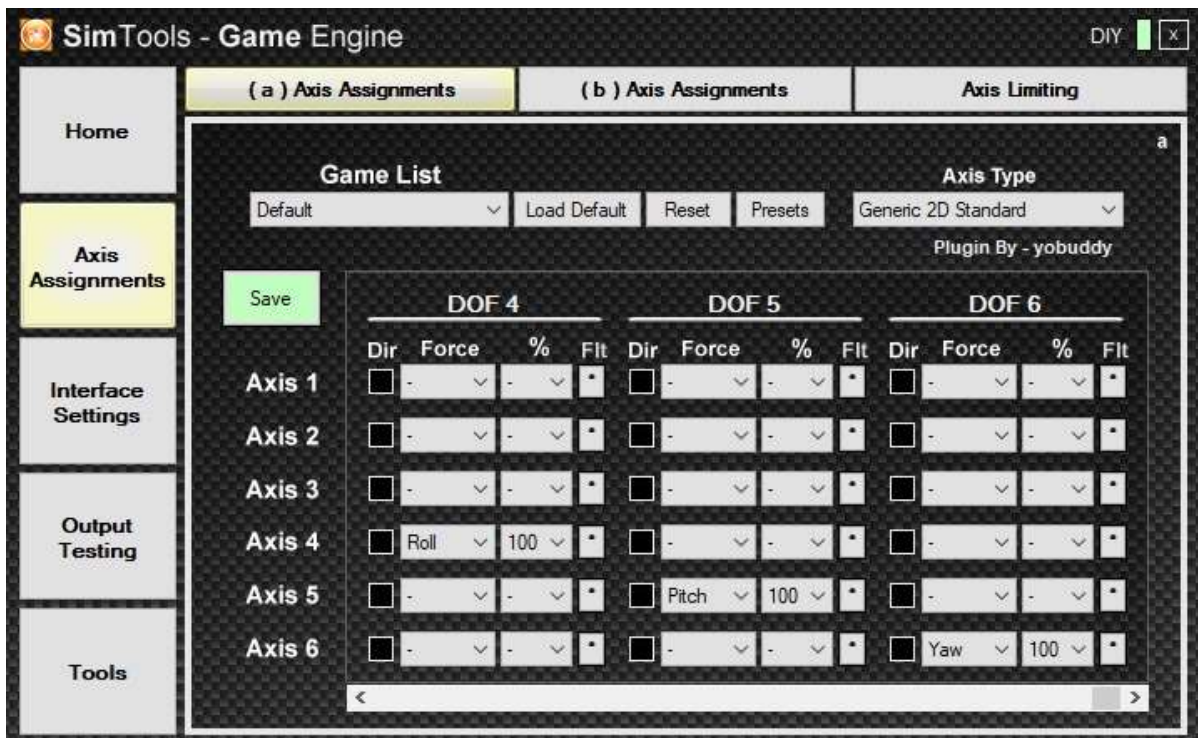 SimTools - Game Engine
DIY
x
Home
Axis Assignments
Interface Settings
Output Testing
Tools
( a ) Axis Assignments
( b ) Axis Assignments
Axis Limiting
a
Game List
Axis Type
Default
Load Default
Reset
Presets
Generic 2D Standard
Plugin By - yobuddy
Save
DOF 4
DOF 5
DOF 6
Dir Force % Flt Dir Force % Flt Dir Force % Flt
Axis 1 - - * - - * - - *
Axis 2 - - * - - * - - *
Axis 3 - - * - - * - - *
Axis 4 Roll 100 * - - * - - *
Axis 5 - - * Pitch 100 * - - *
Axis 6 - - * - - * Yaw 100 *